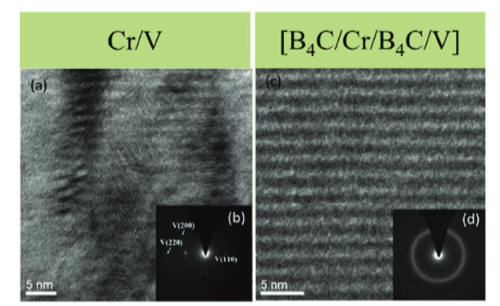 Cr/V
[B₄C/Cr/B₄C/V]
(a)
(c)
(b)
V(200)
V(220)
V(110)
(d)
5 nm
5 nm